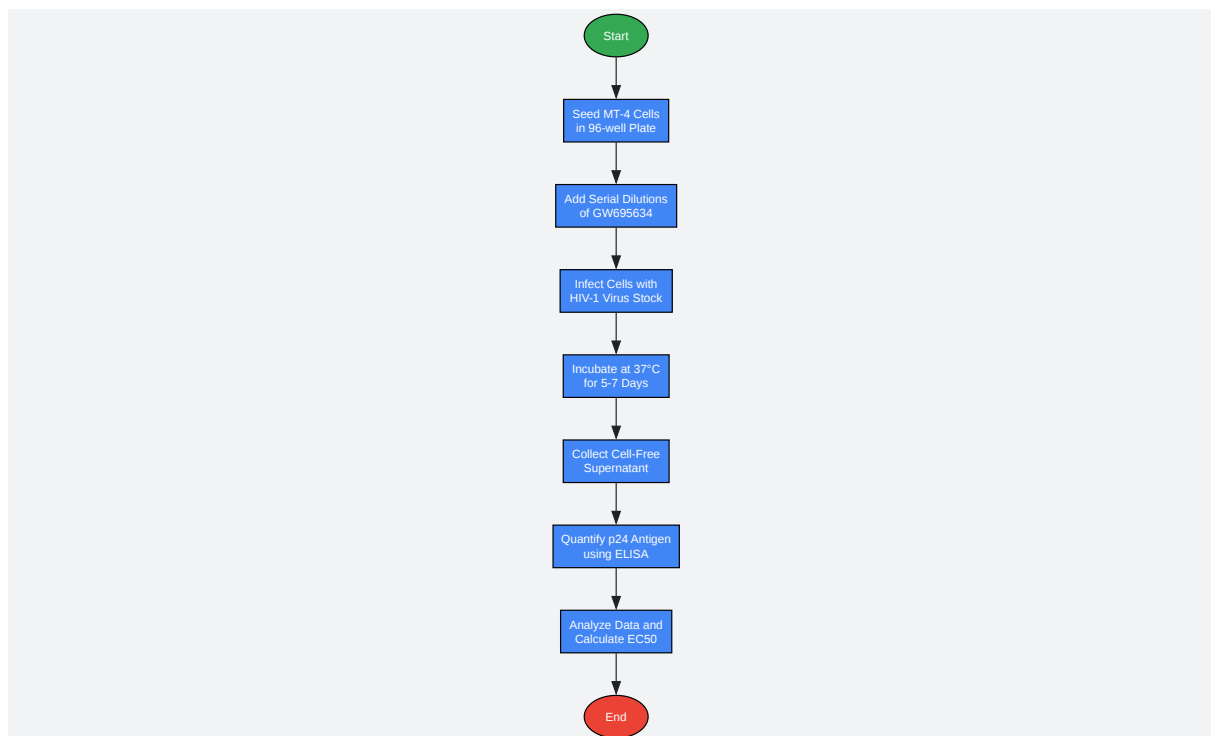 Start
Seed MT-4 Cells
in 96-well Plate
Add Serial Dilutions
of GW695634
Infect Cells with
HIV-1 Virus Stock
Incubate at 37°C
for 5-7 Days
Collect Cell-Free
Supernatant
Quantify p24 Antigen
using ELISA
Analyze Data and
Calculate EC50
End